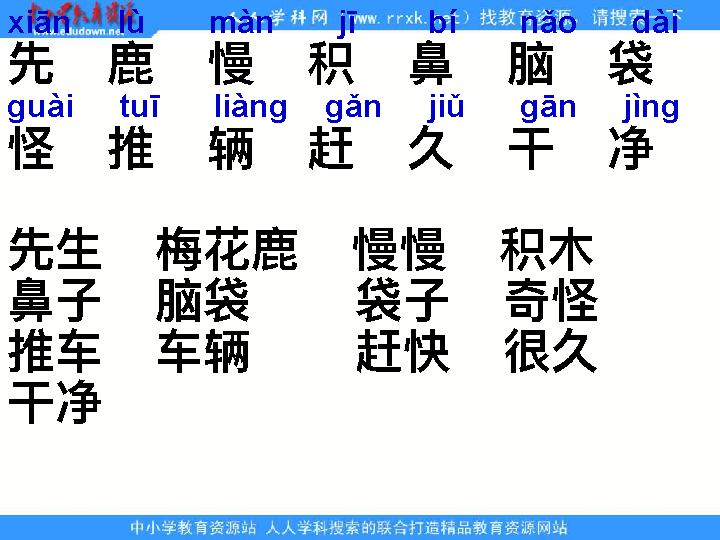 xiān lù màn jī bí nǎo dài
先 鹿 慢 积 鼻 脑 袋
guài tuī liàng gǎn jiǔ gān jìng
怪 推 辆 赶 久 干 净
先生 梅花鹿 慢慢 积木
鼻子 脑袋 袋子 奇怪
推车 车辆 赶快 很久
干净
中小学教育资源站 人人学科搜索的联合打造精品教育资源网站